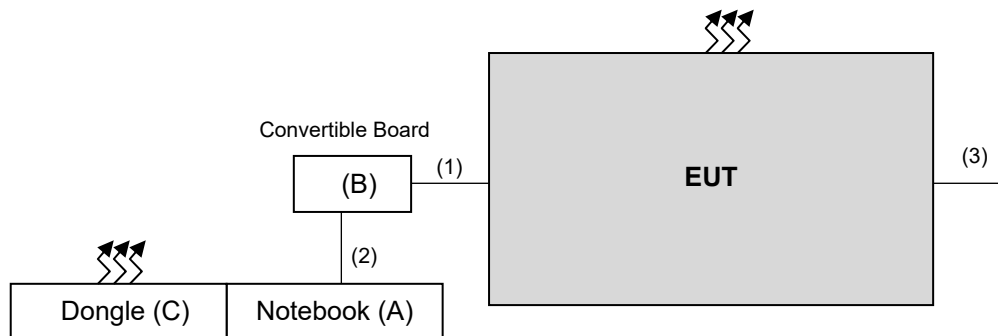 Convertible Board
(B)
(1)
EUT
(3)
(2)
Dongle (C)
Notebook (A)